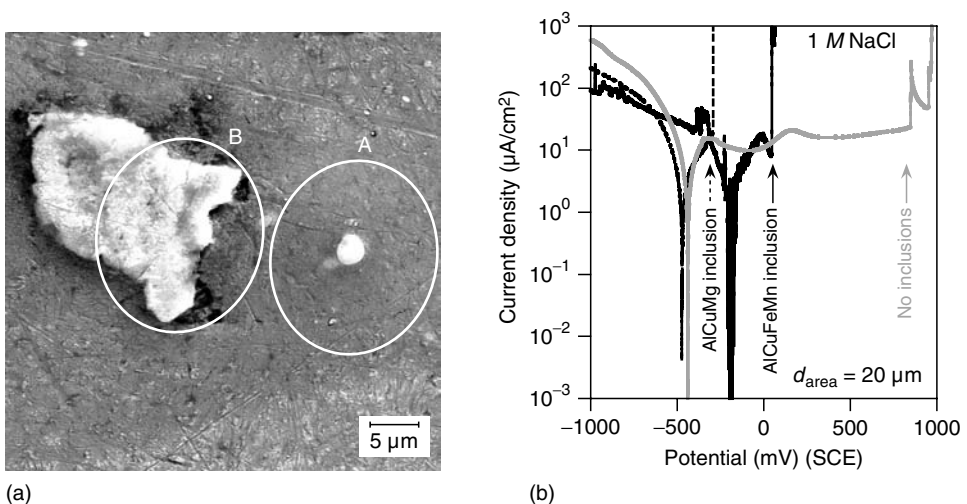 B
A
5 μm
(a)
10³
10²
10¹
10⁰
10⁻¹
10⁻²
10⁻³
Current density (μA/cm²)
1 M NaCl
AlCuMg inclusion
AlCuFeMn inclusion
No inclusions
d_area = 20 μm
−1000 −500 0 500 1000
Potential (mV) (SCE)
(b)